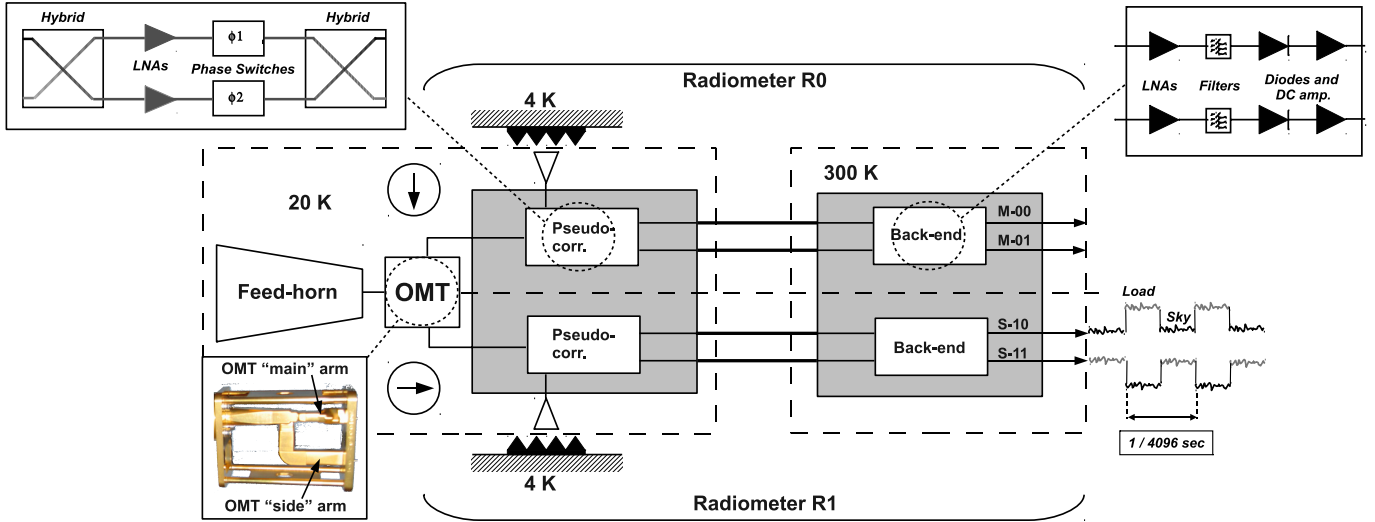 Hybrid
Hybrid
ϕ1
LNAs
Phase Switches
ϕ2
Radiometer R0
4 K
LNAs
Filters
Diodes and
DC amp.
20 K
300 K
Pseudo-
corr.
Back-end
M-00
M-01
Feed-horn
OMT
Pseudo-
corr.
Back-end
S-10
S-11
Load
Sky
1 / 4096 sec
OMT “main” arm
OMT “side” arm
4 K
Radiometer R1